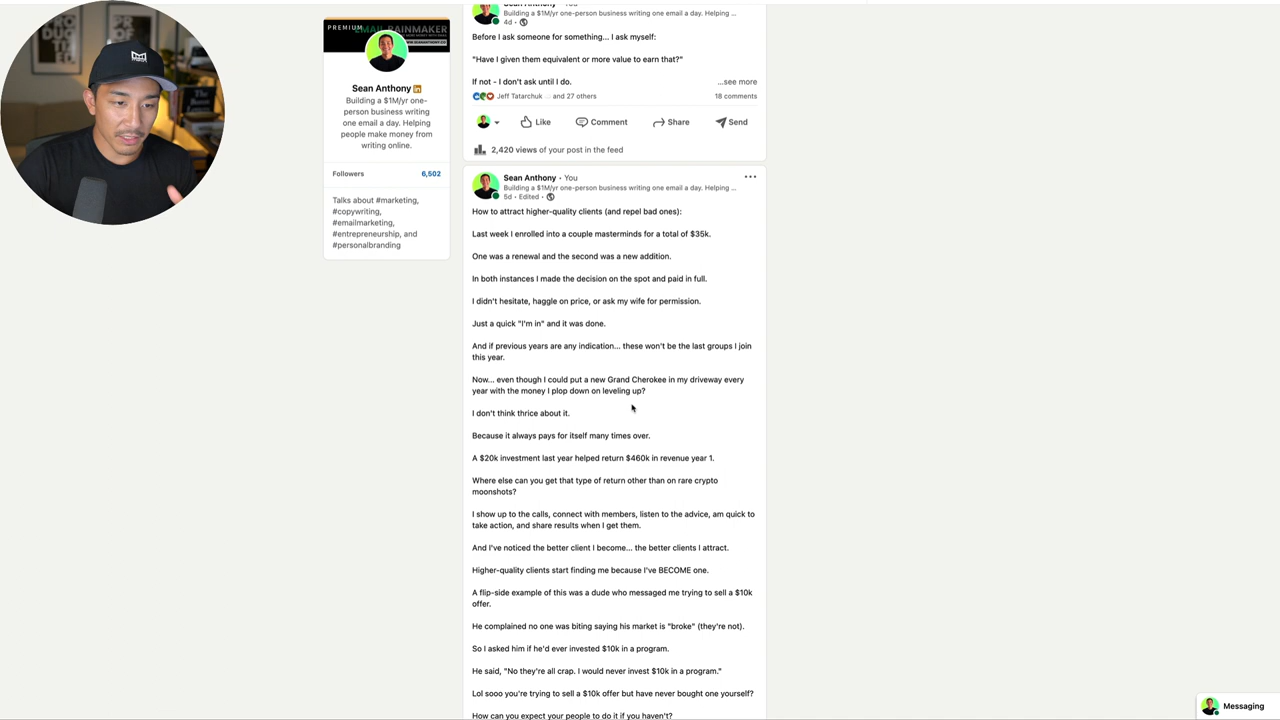 PREMIUM
EMAIL RAINMAKER
Sean Anthony
Building a $1M/yr one-
person business writing
one email a day. Helping
people make money from
writing online.
Followers 6,502
Talks about #marketing,
#copywriting,
#emailmarketing,
#entrepreneurship, and
#personalbranding
Building a $1M/yr one-person business writing one email a day. Helping ...
4d •
Before I ask someone for something... I ask myself:
"Have I given them equivalent or more value to earn that?"
If not - I don't ask until I do.
...see more
Jeff Tatarchuk and 27 others
18 comments
Like Comment Share Send
2,420 views of your post in the feed
Sean Anthony • You
Building a $1M/yr one-person business writing one email a day. Helping ...
5d • Edited •
How to attract higher-quality clients (and repel bad ones):
Last week I enrolled into a couple masterminds for a total of $35k.
One was a renewal and the second was a new addition.
In both instances I made the decision on the spot and paid in full.
I didn't hesitate, haggle on price, or ask my wife for permission.
Just a quick "I'm in" and it was done.
And if previous years are any indication... these won't be the last groups I join
this year.
Now... even though I could put a new Grand Cherokee in my driveway every
year with the money I plop down on leveling up?
I don't think thrice about it.
Because it always pays for itself many times over.
A $20k investment last year helped return $460k in revenue year 1.
Where else can you get that type of return other than on rare crypto
moonshots?
I show up to the calls, connect with members, listen to the advice, am quick to
take action, and share results when I get them.
And I've noticed the better client I become... the better clients I attract.
Higher-quality clients start finding me because I've BECOME one.
A flip-side example of this was a dude who messaged me trying to sell a $10k
offer.
He complained no one was biting saying his market is "broke" (they're not).
So I asked him if he'd ever invested $10k in a program.
He said, "No they're all crap. I would never invest $10k in a program."
Lol sooo you're trying to sell a $10k offer but have never bought one yourself?
How can you expect your people to do it if you haven't?
Messaging